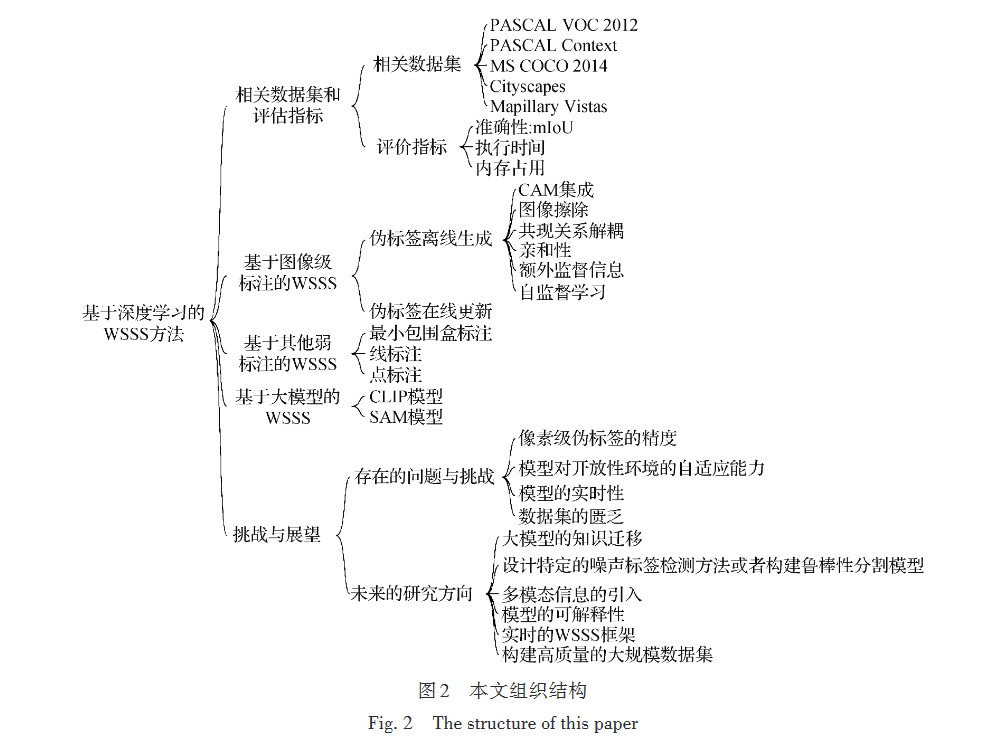 基于深度学习的
WSSS方法
相关数据集和
评估指标
相关数据集
PASCAL VOC 2012
PASCAL Context
MS COCO 2014
Cityscapes
Mapillary Vistas
评价指标
准确性:mIoU
执行时间
内存占用
基于图像级
标注的WSSS
伪标签离线生成
CAM集成
图像擦除
共现关系解耦
亲和性
额外监督信息
自监督学习
伪标签在线更新
基于其他弱
标注的WSSS
最小包围盒标注
线标注
点标注
基于大模型的
WSSS
CLIP模型
SAM模型
挑战与展望
存在的问题与挑战
像素级伪标签的精度
模型对开放性环境的自适应能力
模型的实时性
数据集的匮乏
未来的研究方向
大模型的知识迁移
设计特定的噪声标签检测方法或者构建鲁棒性分割模型
多模态信息的引入
模型的可解释性
实时的WSSS框架
构建高质量的大规模数据集
图2 本文组织结构
Fig. 2 The structure of this paper